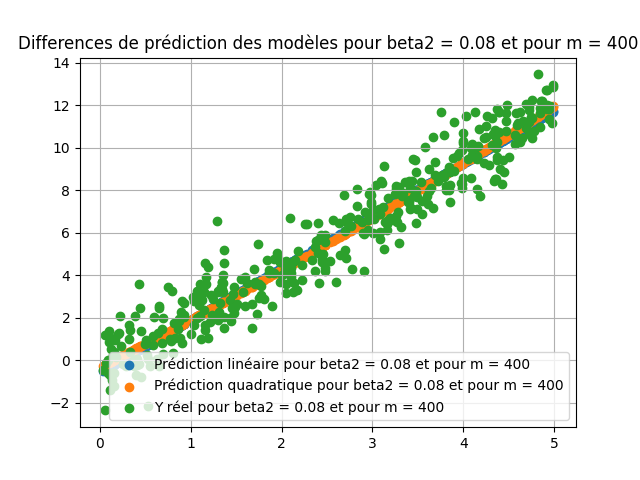 Differences de prédiction des modèles pour beta2 = 0.08 et pour m = 400
14
12
10
8
6
4
2
0
−2
Prédiction linéaire pour beta2 = 0.08 et pour m = 400
Prédiction quadratique pour beta2 = 0.08 et pour m = 400
Y réel pour beta2 = 0.08 et pour m = 400
0 1 2 3 4 5